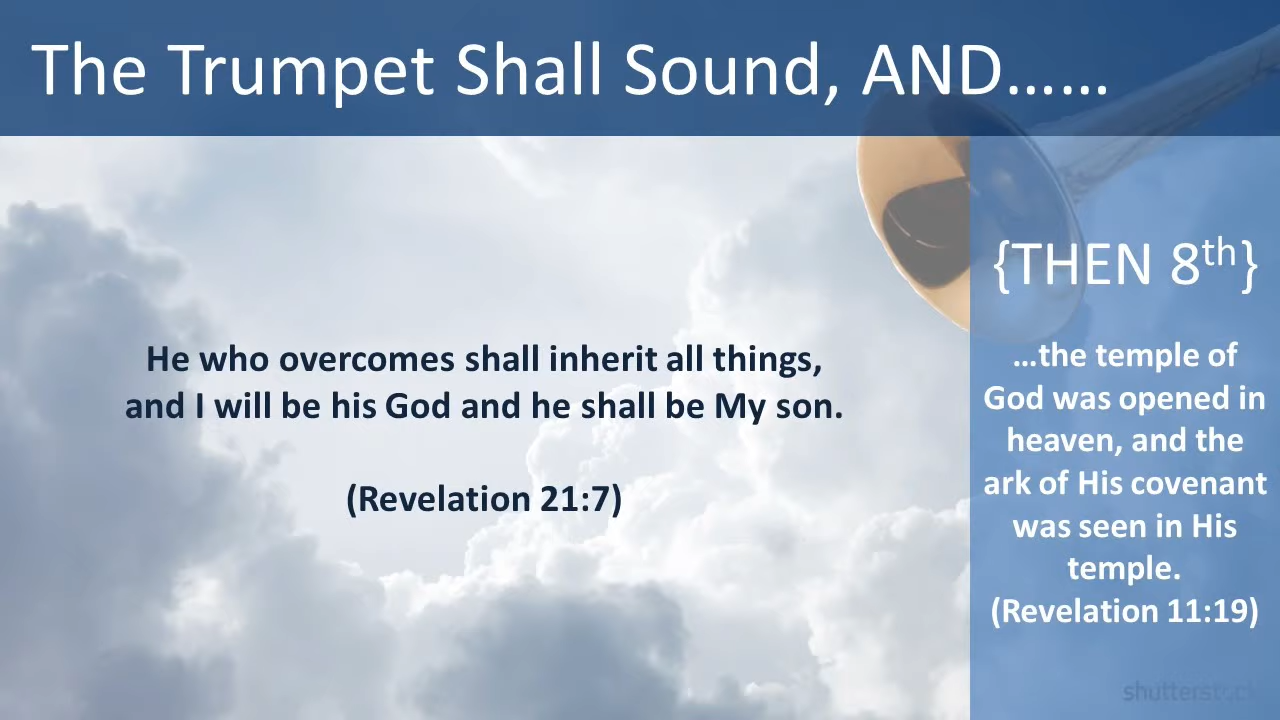 The Trumpet Shall Sound, AND……
He who overcomes shall inherit all things,
and I will be his God and he shall be My son.
(Revelation 21:7)
{THEN 8th}
…the temple of
God was opened in
heaven, and the
ark of His covenant
was seen in His
temple.
(Revelation 11:19)
shutterstock